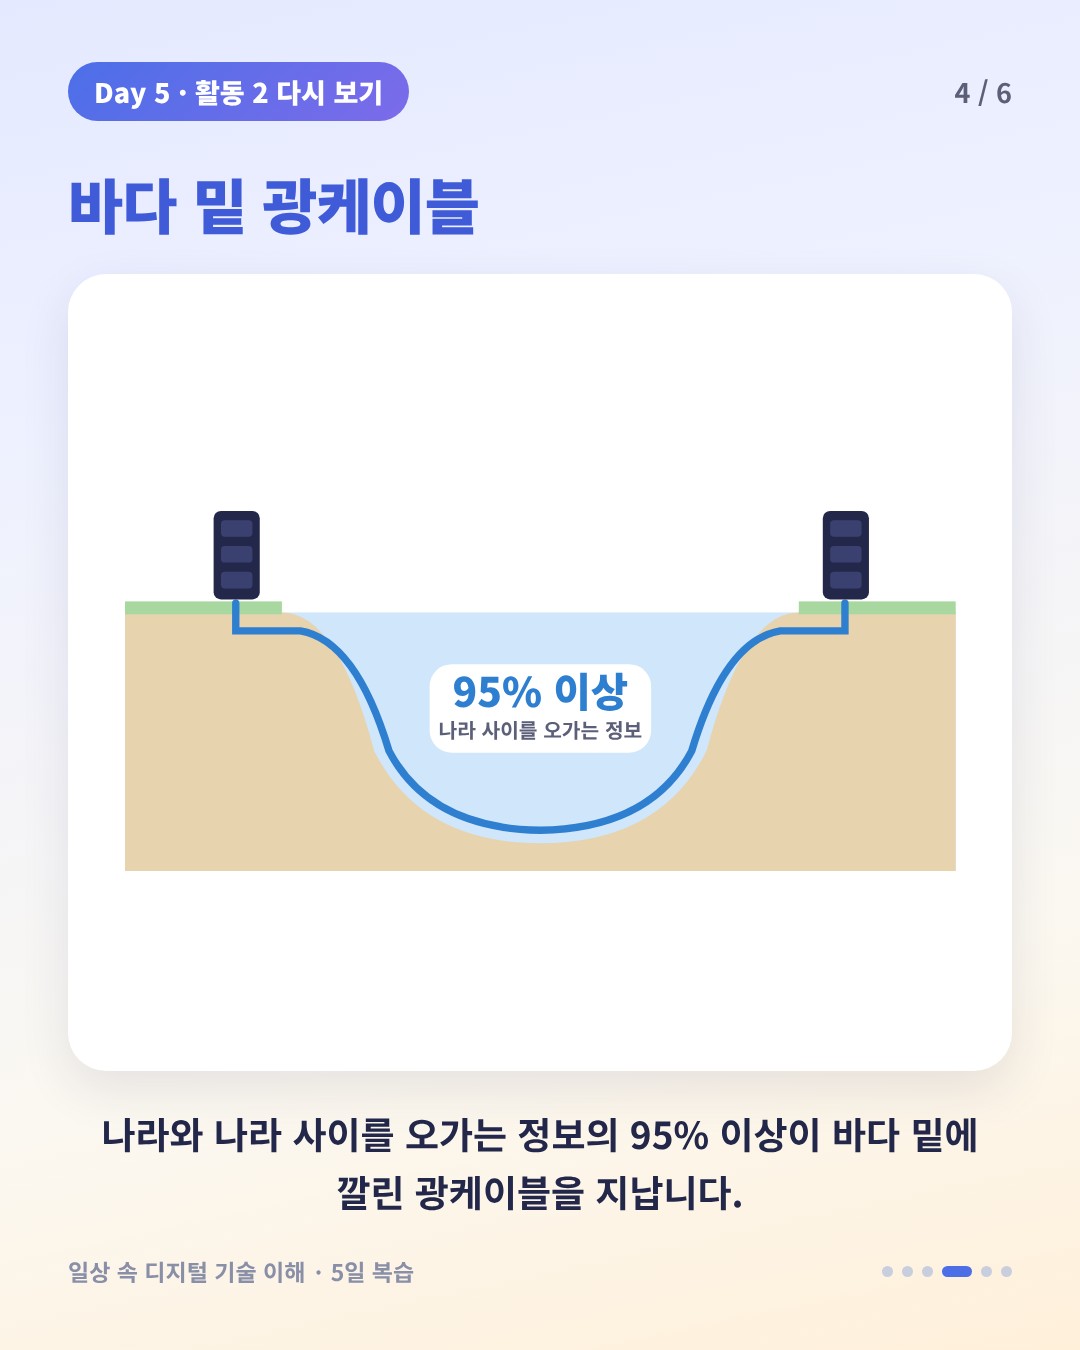 Day 5 · 활동 2 다시 보기
4 / 6
바다 밑 광케이블
95% 이상
나라 사이를 오가는 정보
나라와 나라 사이를 오가는 정보의 95% 이상이 바다 밑에
깔린 광케이블을 지납니다.
일상 속 디지털 기술 이해 · 5일 복습